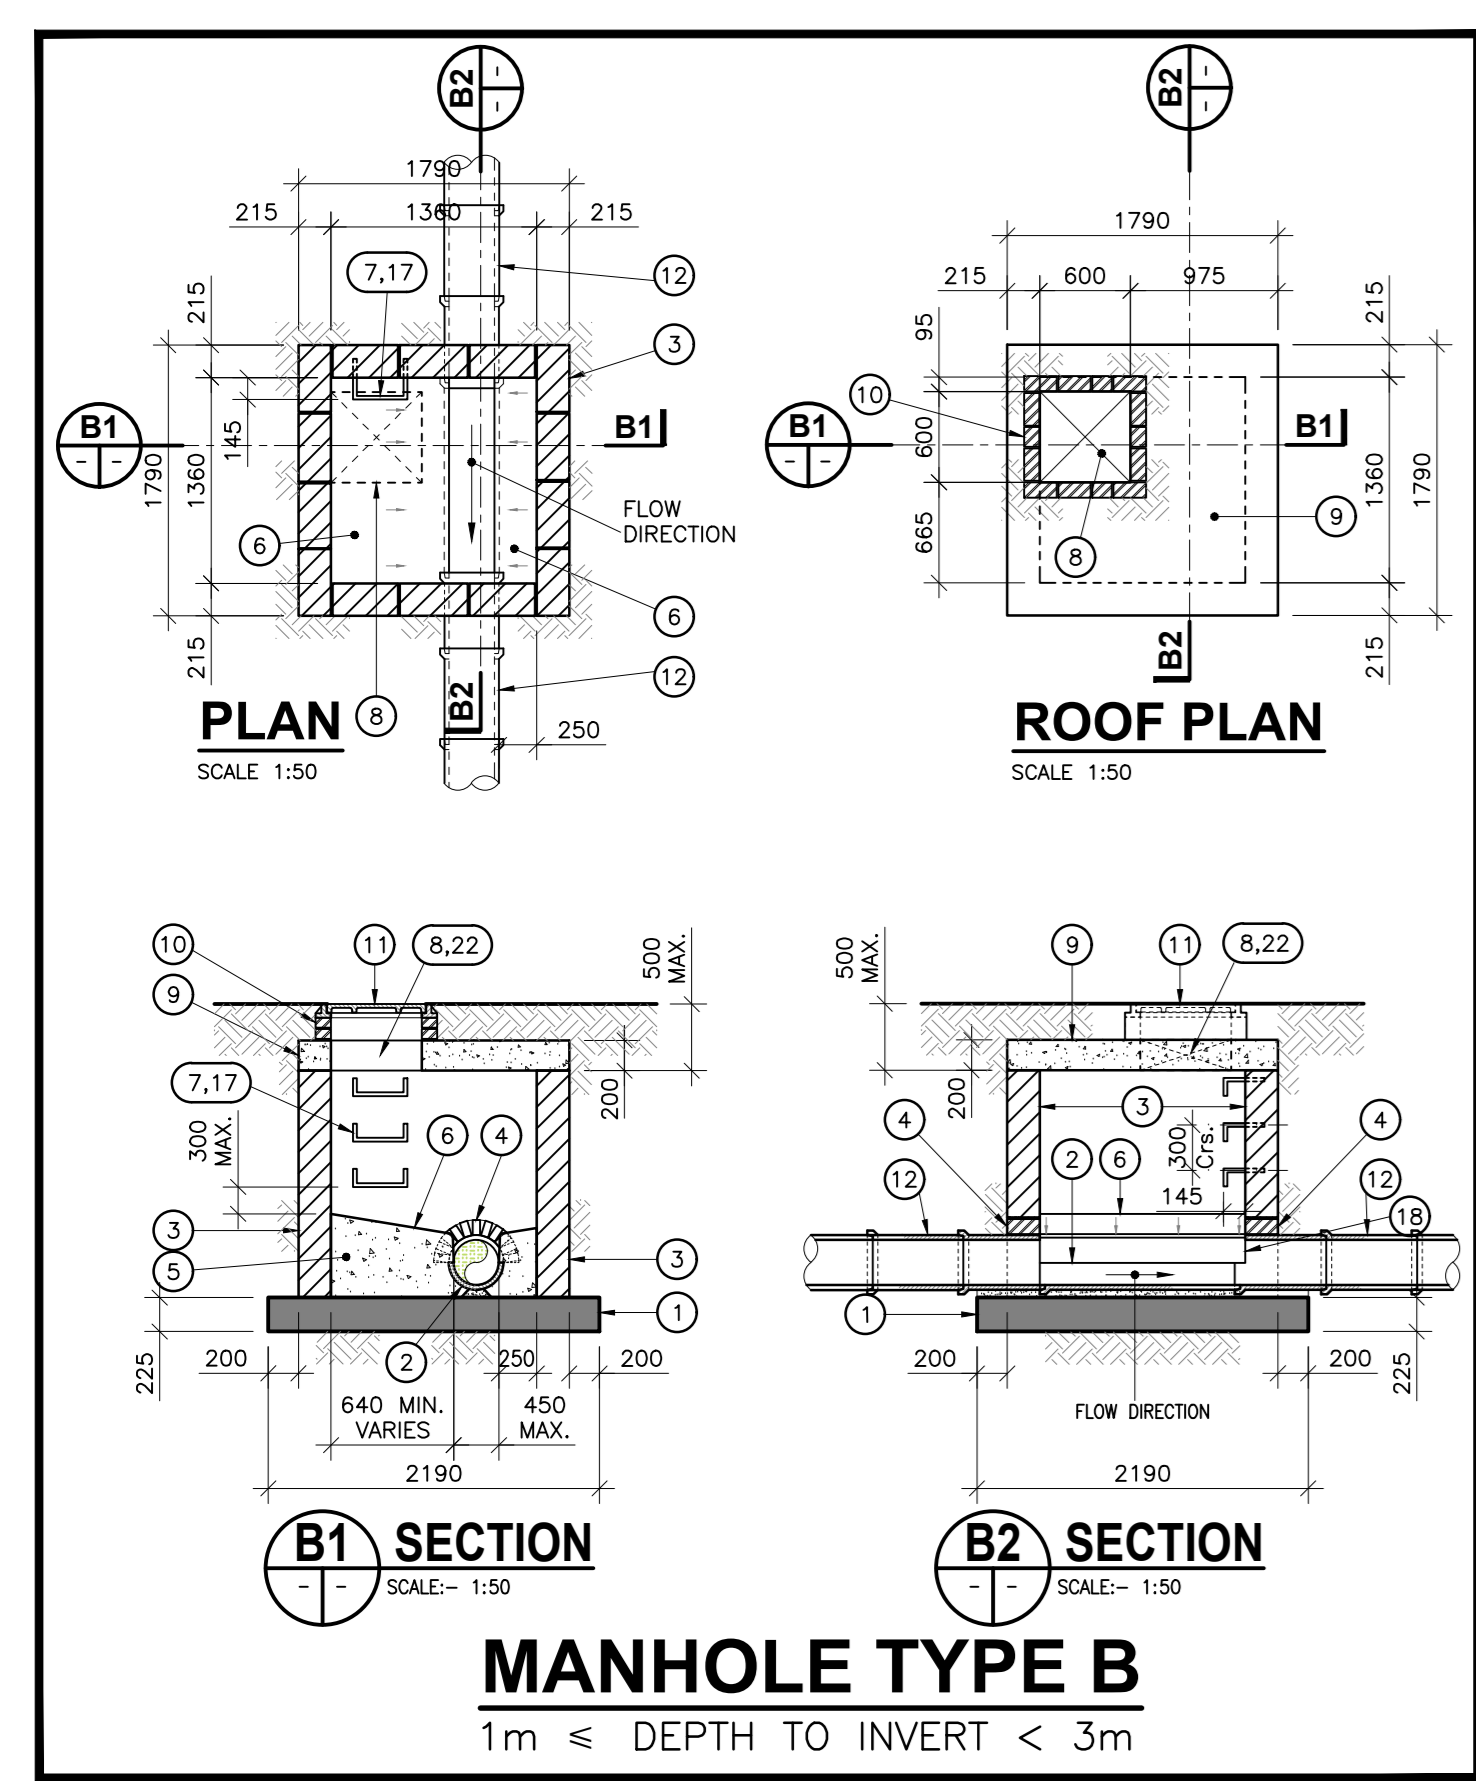 B2
- -
1790
215 1360 215
7,17
12
3
215
145
1790
1360
215
B1
- -
B1
FLOW
DIRECTION
6
6
12
B2
250
8
PLAN
SCALE 1:50
B2
- -
1790
215 600 975
95
600
665
215
1360
1790
215
10
B1
- -
B1
9
8
B2
ROOF PLAN
SCALE 1:50
10
11
8,22
9
500
MAX.
200
7,17
300
MAX.
6
4
3
5
3
1
2
225
200
250
200
640 MIN.
VARIES
450
MAX.
2190
B1 SECTION
- - SCALE:- 1:50
500
MAX.
9
11
8,22
200
3
4
4
300
Crs.
2
6
12
12
145
18
1
200
200
225
FLOW DIRECTION
2190
B2 SECTION
- - SCALE:- 1:50
MANHOLE TYPE B
1m ≤ DEPTH TO INVERT < 3m